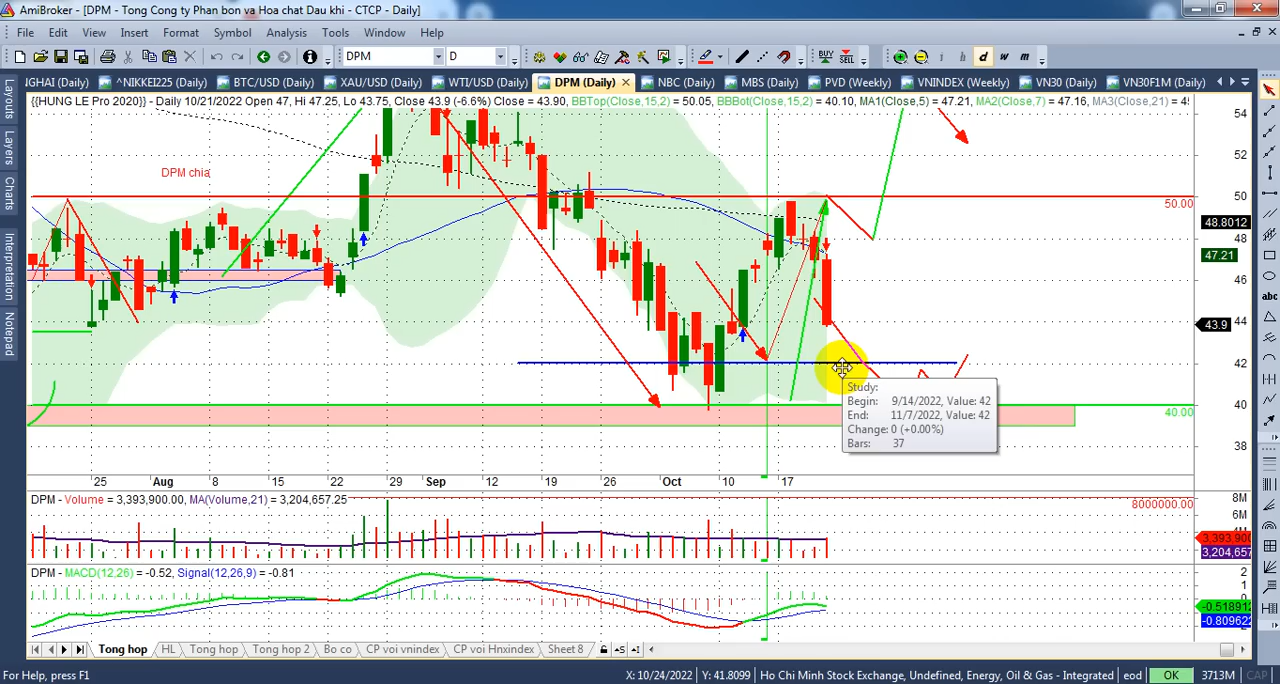 AmiBroker - [DPM - Tong Cong ty Phan bon va Hoa chat Dau khi - CTCP - Daily]
File Edit View Insert Format Symbol Analysis Tools Window Help
DPM D BUY SELL i h d w m
IGHAI (Daily) ^NIKKEI225 (Daily) BTC/USD (Daily) XAU/USD (Daily) WTI/USD (Daily) DPM (Daily) NBC (Daily) MBS (Daily) PVD (Weekly) VNINDEX (Weekly) VN30 (Daily) VN30F1M (Daily)
{{HUNG LE Pro 2020}} - Daily 10/21/2022 Open 47, Hi 47.25, Lo 43.75, Close 43.9 (-6.6%) Close = 43.90, BBTop(Close,15,2) = 50.05, BBBot(Close,15,2) = 40.10, MA1(Close,5) = 47.21, MA2(Close,7) = 47.16, MA3(Close,21) =
Layouts
Layers
Charts
Interpretation
Notepad
abc
DPM chia
54
52
50
50.00
48.8012
48
47.21
46
44
43.9
42
40
40.00
38
Study:
Begin: 9/14/2022, Value: 42
End: 11/7/2022, Value: 42
Change: 0 (+0.00%)
Bars: 37
25 Aug 8 15 22 29 Sep 12 19 26 Oct 10 17
DPM - Volume = 3,393,900.00, MA(Volume,21) = 3,204,657.25
8000000.00
8M
6M
3,393,900
3,204,657
DPM - MACD(12,26) = -0.52, Signal(12,26,9) = -0.81
2
1
0
-0.518912
-0.809622
Tong hop HL Tong hop Tong hop 2 Bo co CP voi vnindex CP voi Hnxindex Sheet 8
For Help, press F1 X: 10/24/2022 Y: 41.8099 Ho Chi Minh Stock Exchange, Undefined, Energy, Oil & Gas - Integrated eod OK 3713M CAP